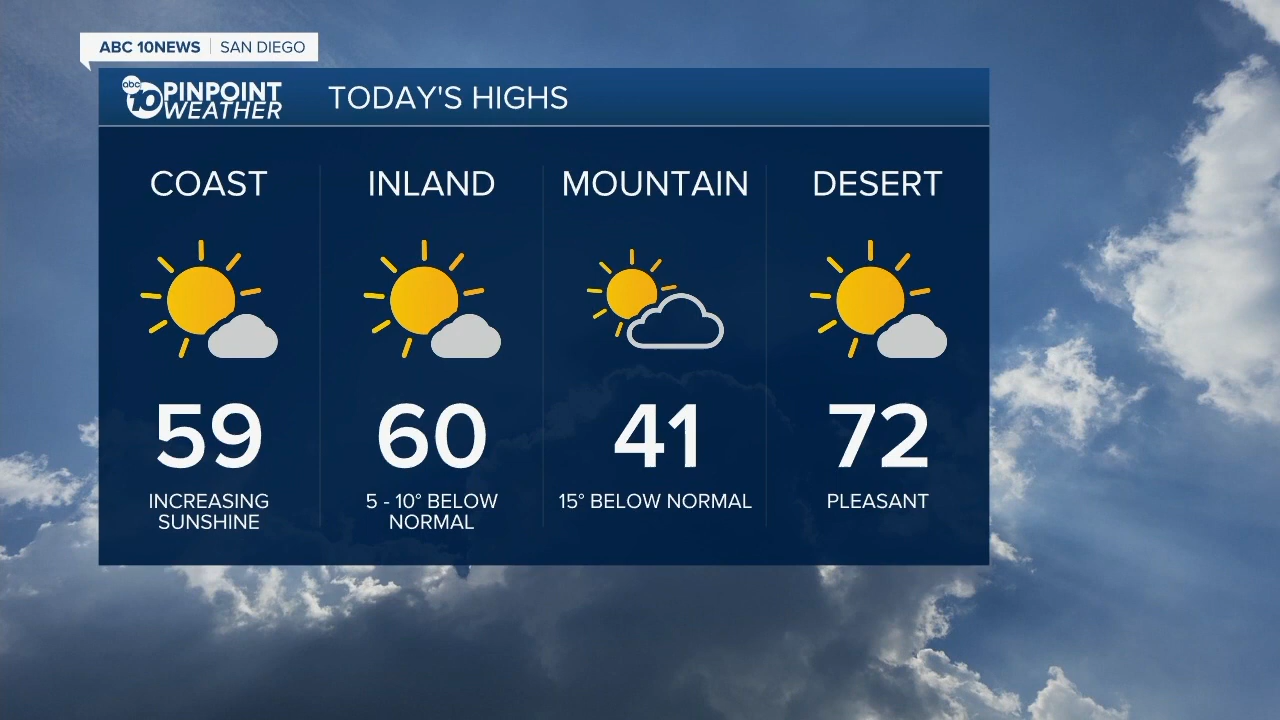 ABC 10NEWS | SAN DIEGO
abc 10 PINPOINT WEATHER
TODAY'S HIGHS
COAST
INLAND
MOUNTAIN
DESERT
59
60
41
72
INCREASING
SUNSHINE
5 - 10° BELOW
NORMAL
15° BELOW NORMAL
PLEASANT